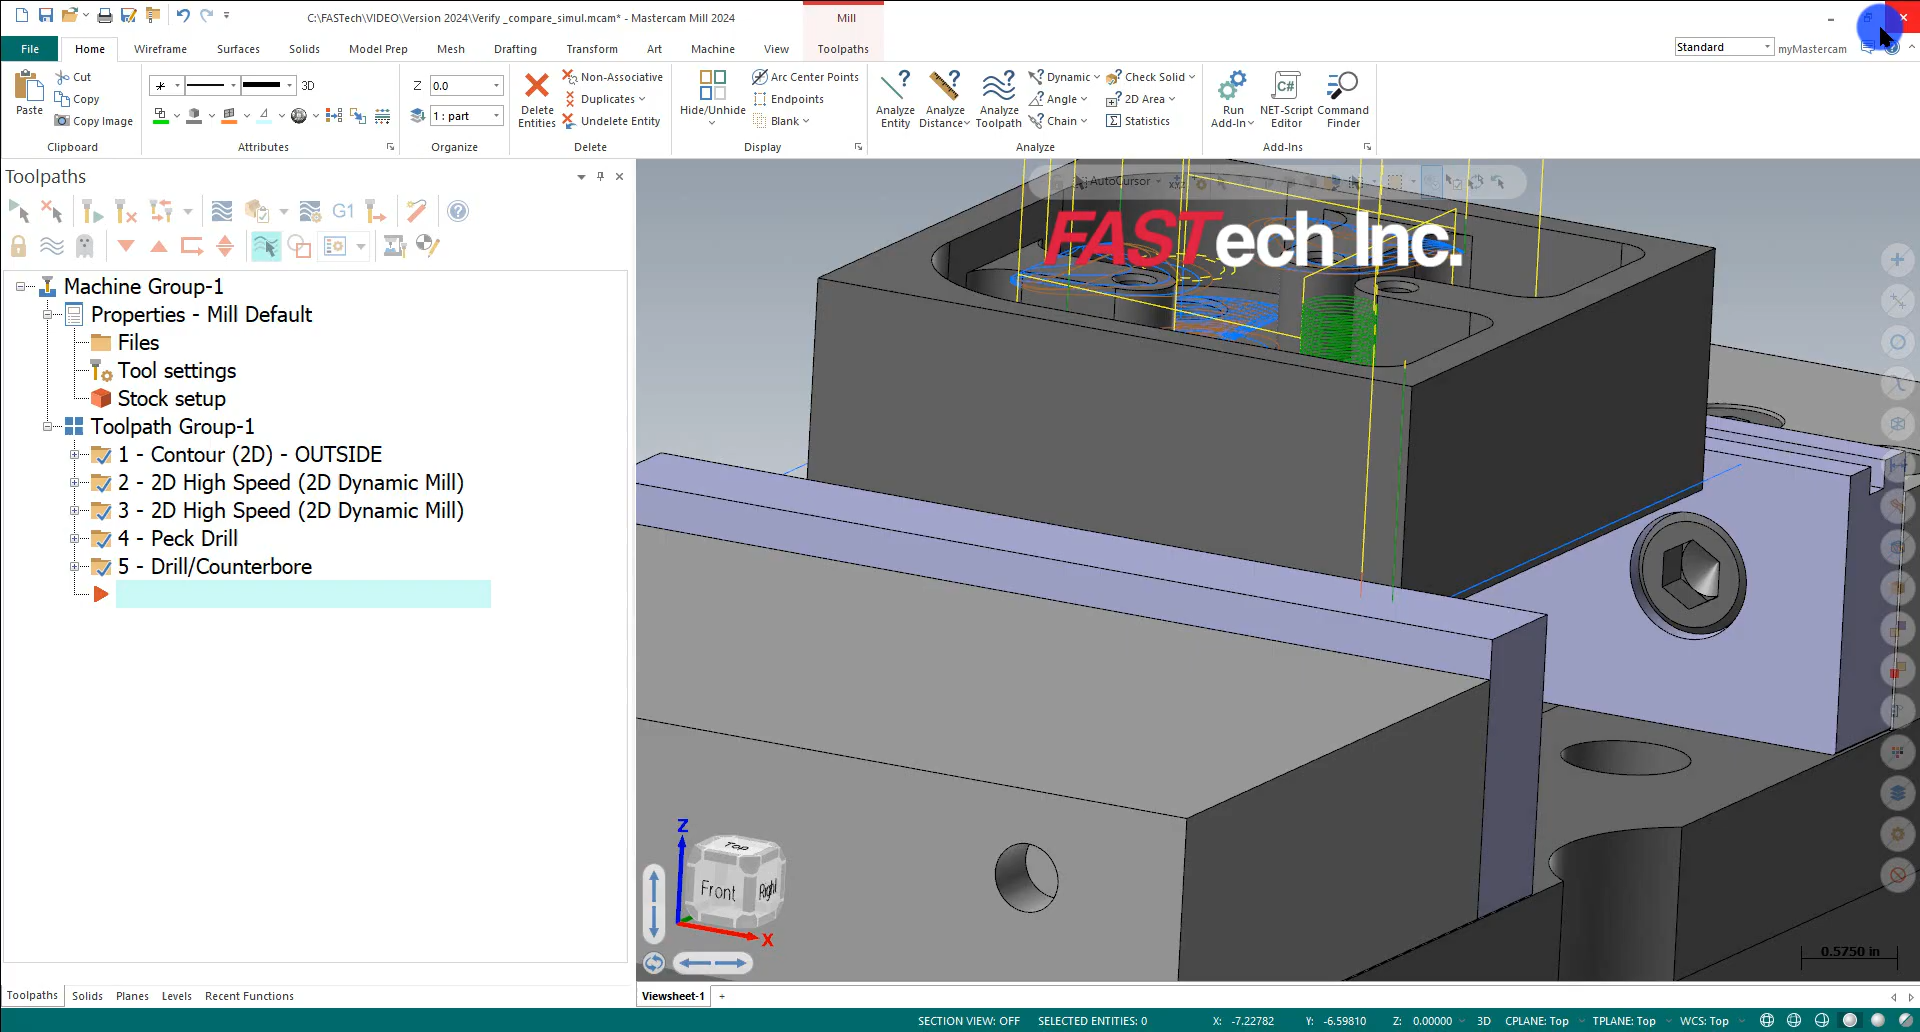 C:\FASTech\VIDEO\Version 2024\Verify _compare_simul.mcam* - Mastercam Mill 2024
Mill
File
Home
Wireframe
Surfaces
Solids
Model Prep
Mesh
Drafting
Transform
Art
Machine
View
Toolpaths
Standard
myMastercam
Paste
Cut
Copy
Copy Image
Clipboard
3D
Attributes
Z
0.0
1 : part
Organize
Delete
Entities
Non-Associative
Duplicates
Undelete Entity
Delete
Hide/Unhide
Arc Center Points
Endpoints
Blank
Display
Analyze
Entity
Analyze
Distance
Analyze
Toolpath
Dynamic
Angle
Chain
Check Solid
2D Area
Statistics
Analyze
Run
Add-In
C#
NET-Script
Editor
Command
Finder
Add-Ins
Toolpaths
G1
Machine Group-1
Properties - Mill Default
Files
Tool settings
Stock setup
Toolpath Group-1
1 - Contour (2D) - OUTSIDE
2 - 2D High Speed (2D Dynamic Mill)
3 - 2D High Speed (2D Dynamic Mill)
4 - Peck Drill
5 - Drill/Counterbore
AutoCursor
FASTech Inc.
Z
Top
Front
Right
X
0.5750 in
Toolpaths
Solids
Planes
Levels
Recent Functions
Viewsheet-1
+
SECTION VIEW: OFF
SELECTED ENTITIES: 0
X: -7.22782
Y: -6.59810
Z: 0.00000
3D
CPLANE: Top
TPLANE: Top
WCS: Top